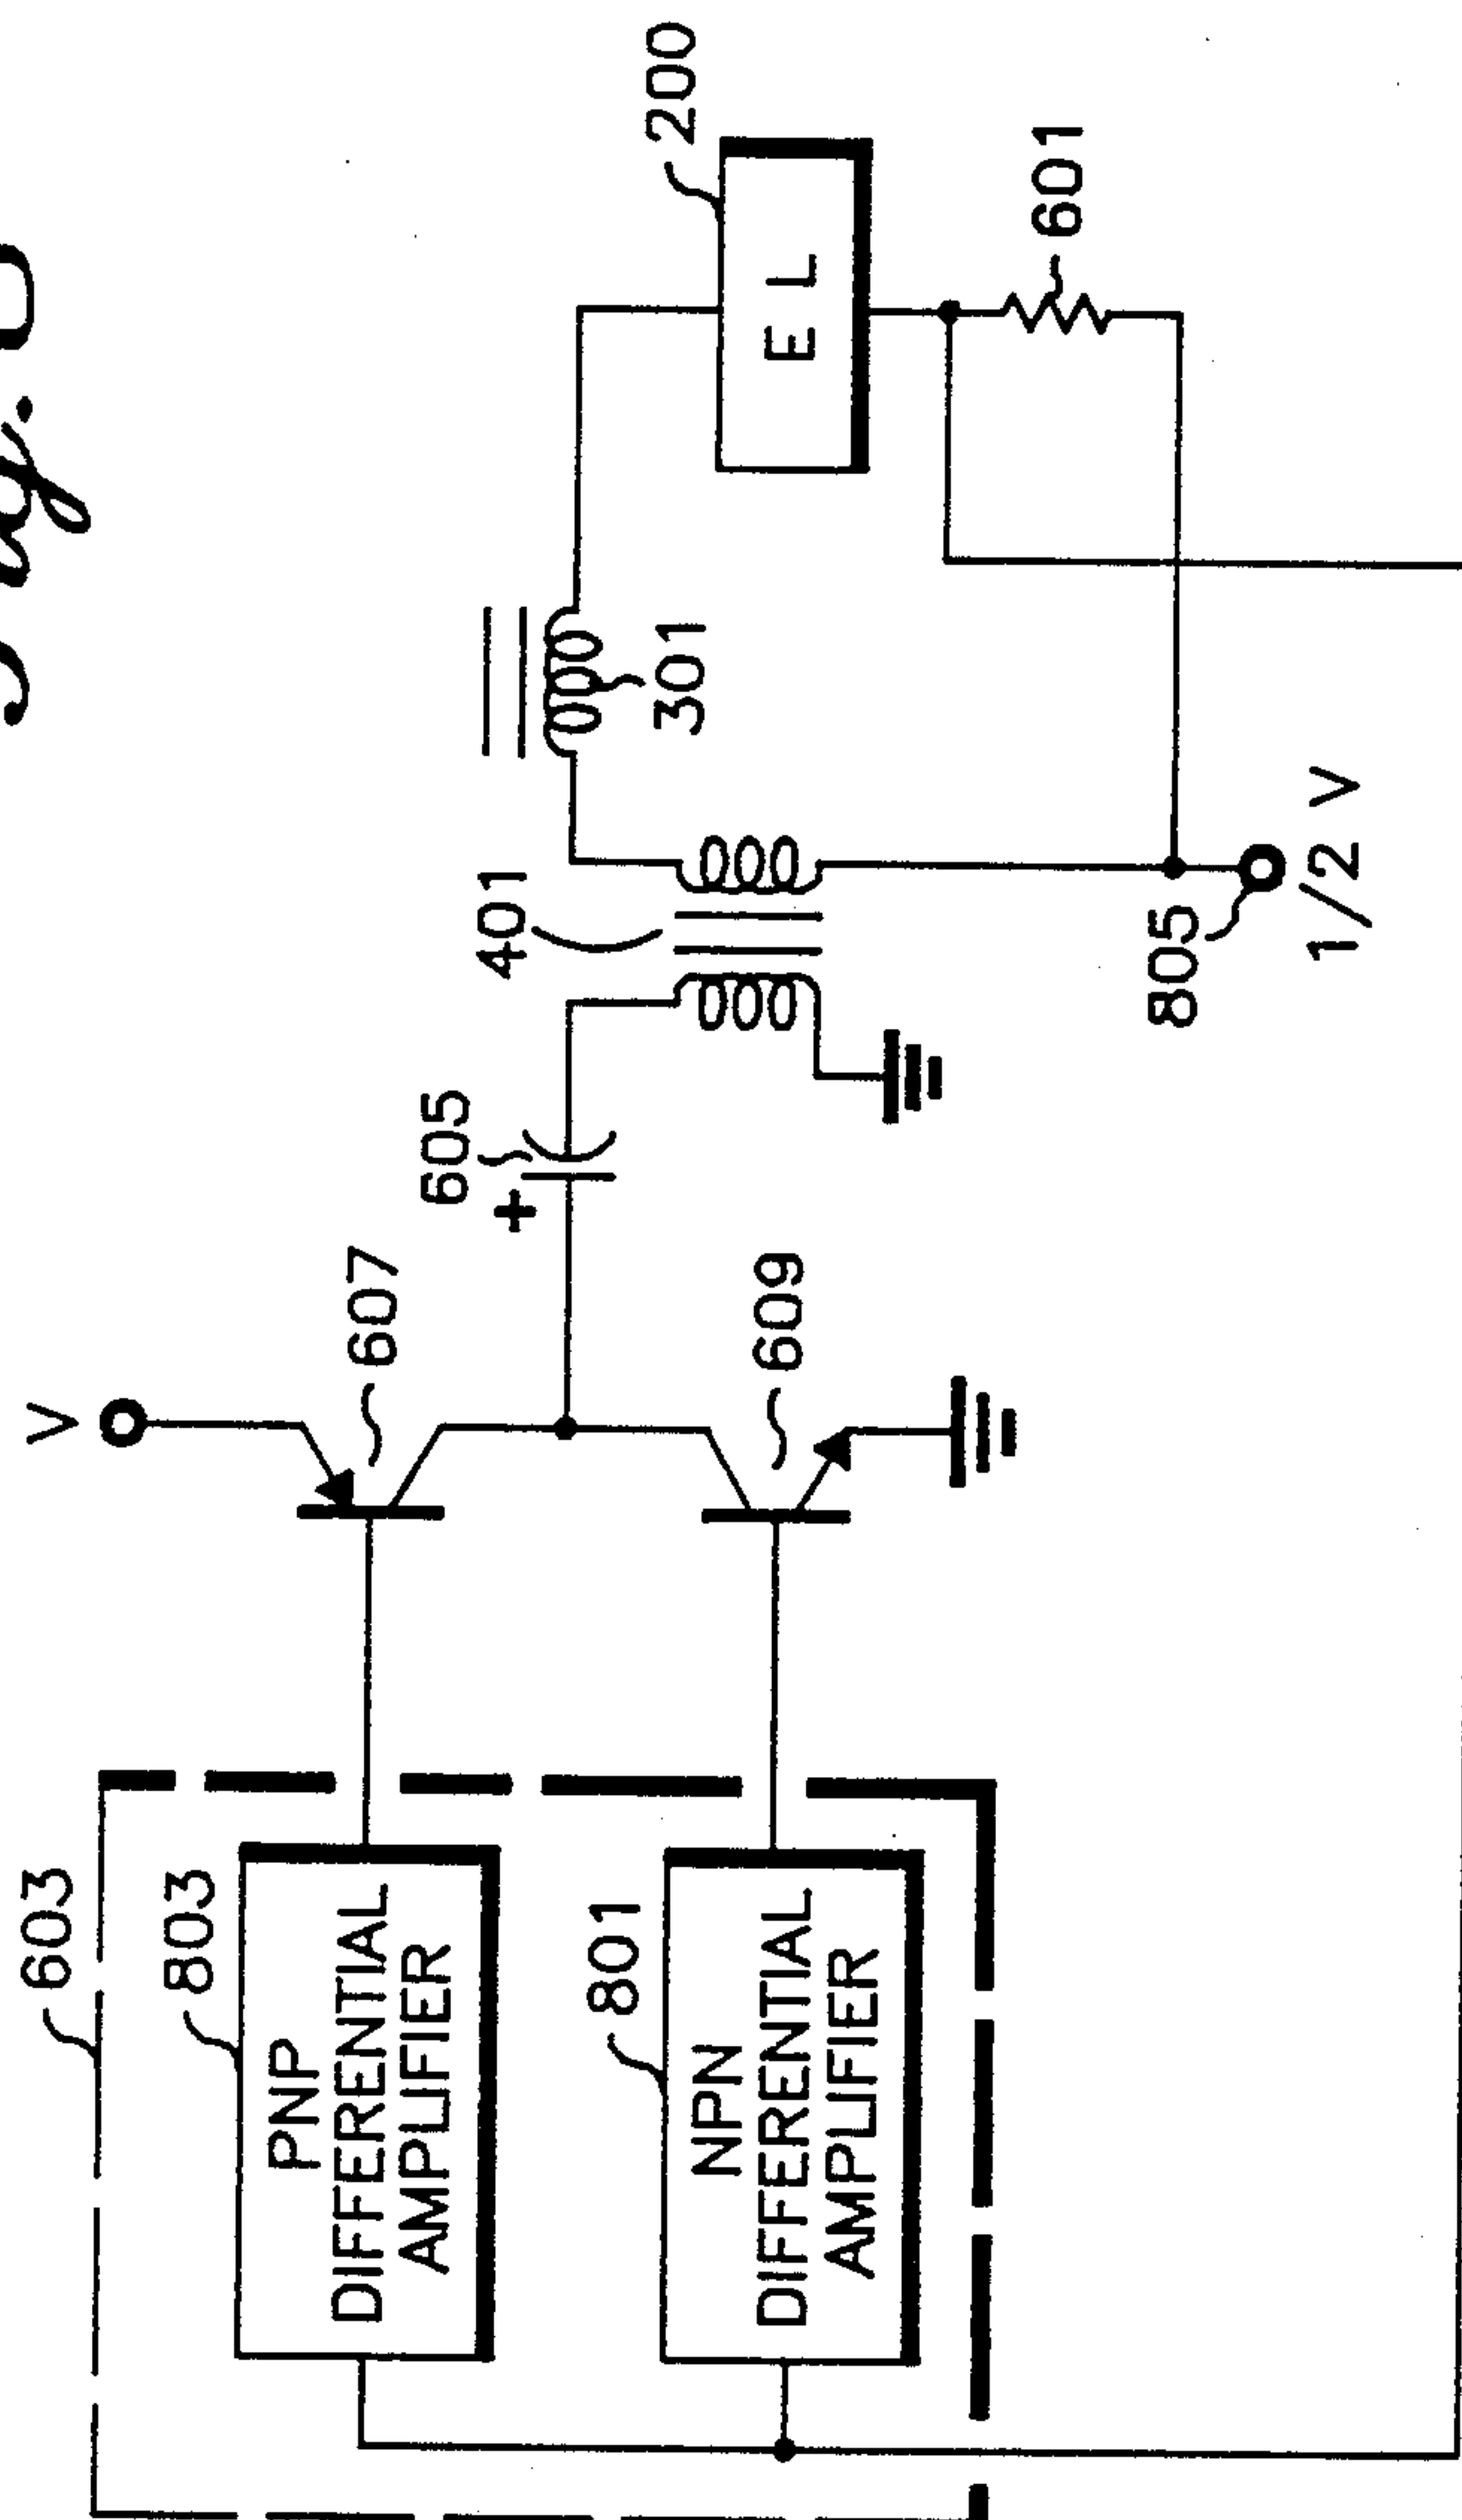 603
803
PNP
DIFFERENTIAL
AMPLIFIER
801
NPN
DIFFERENTIAL
AMPLIFIER
V
607
609
605
+
401
301
805
1/2 V
EL
200
601